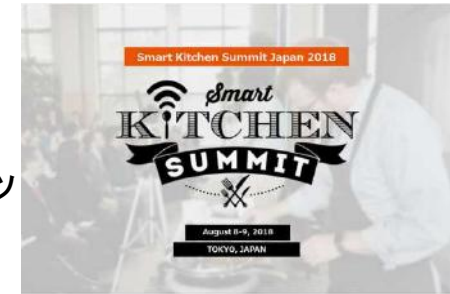 Smart Kitchen Summit Japan 2018
Smart
KITCHEN
SUMMIT
August 8-9, 2018
TOKYO, JAPAN